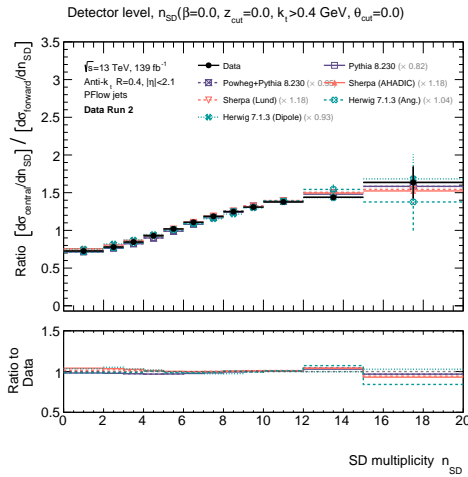 Detector level, n_SD(β=0.0, z_cut=0.0, k_t>0.4 GeV, θ_cut=0.0)
Ratio [dσ_central/dn_SD] / [dσ_forward/dn_SD]
3.5
3
2.5
2
1.5
1
0.5
0
√s=13 TeV, 139 fb⁻¹
Anti-k_t R=0.4, |η|<2.1
PFlow jets
Data Run 2
Data
Pythia 8.230 (× 0.82)
Powheg+Pythia 8.230
Sherpa (AHADIC) (× 1.18)
Sherpa (Lund) (× 1.18)
Herwig 7.1.3 (Ang.) (× 1.04)
Herwig 7.1.3 (Dipole) (× 0.93)
Ratio to
Data
1.5
1
0.5
0 2 4 6 8 10 12 14 16 18 20
SD multiplicity n_SD